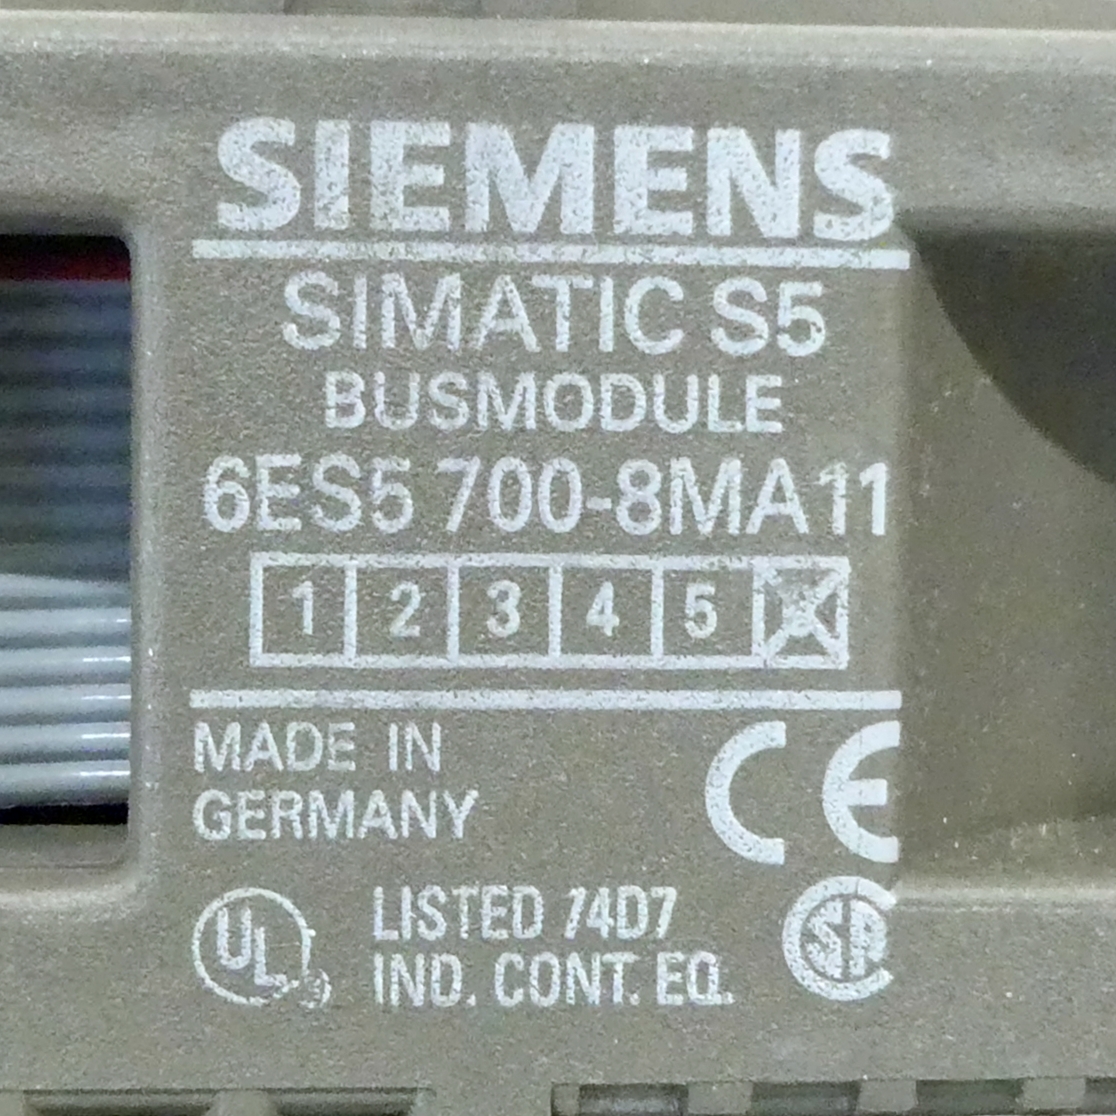 SIEMENS
SIMATIC S5
BUSMODULE
6ES5 700-8MA11
1 2 3 4 5
MADE IN
GERMANY
CE
UL
LISTED 74D7
IND. CONT. EQ.